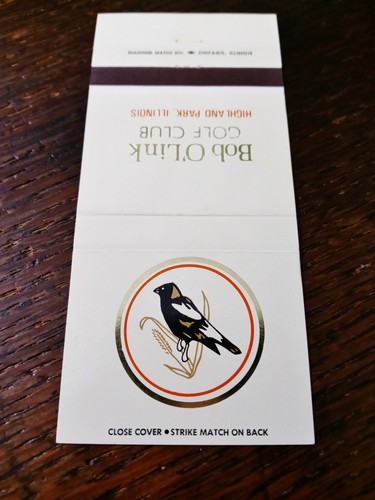 Bob O'Link
GOLF CLUB
HIGHLAND PARK, ILLINOIS
CLOSE COVER • STRIKE MATCH ON BACK